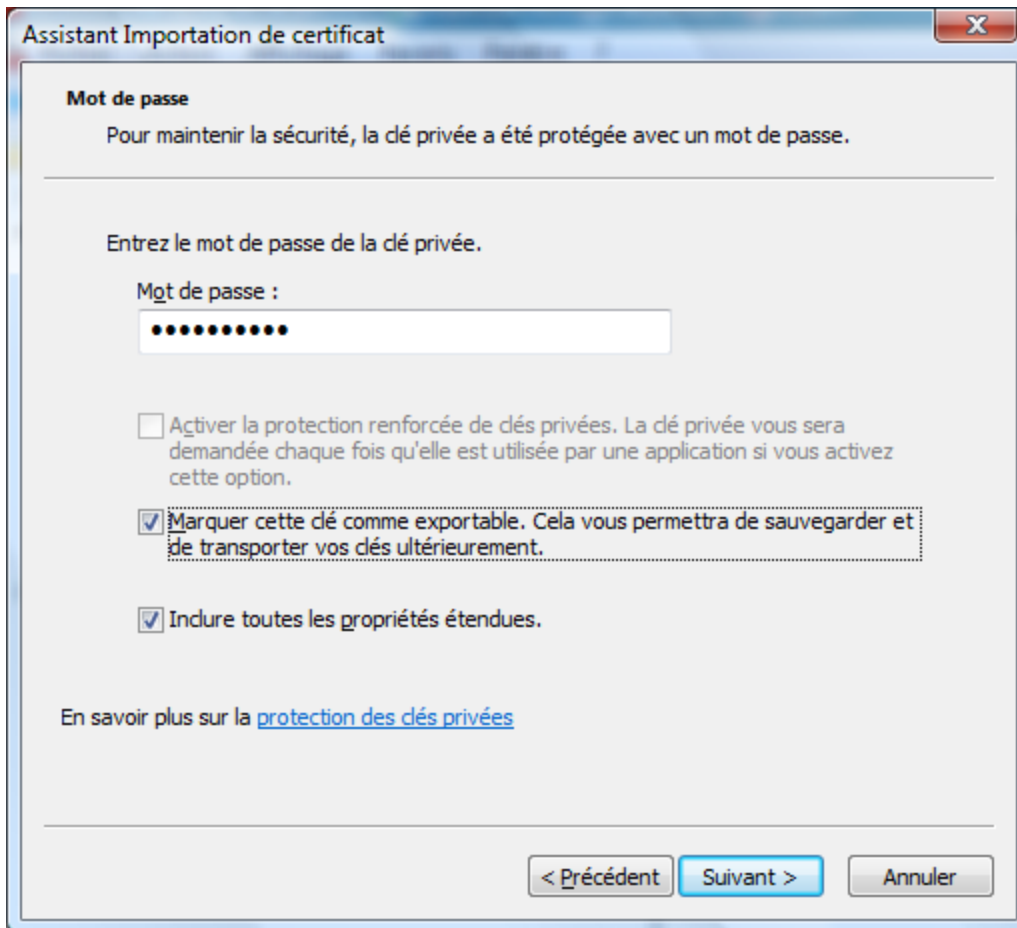 Assistant Importation de certificat
Mot de passe
Pour maintenir la sécurité, la clé privée a été protégée avec un mot de passe.
Entrez le mot de passe de la clé privée.
Mot de passe :
••••••••••
Activer la protection renforcée de clés privées. La clé privée vous sera
demandée chaque fois qu'elle est utilisée par une application si vous activez
cette option.
Marquer cette clé comme exportable. Cela vous permettra de sauvegarder et
de transporter vos clés ultérieurement.
Inclure toutes les propriétés étendues.
En savoir plus sur la protection des clés privées
< Précédent
Suivant >
Annuler